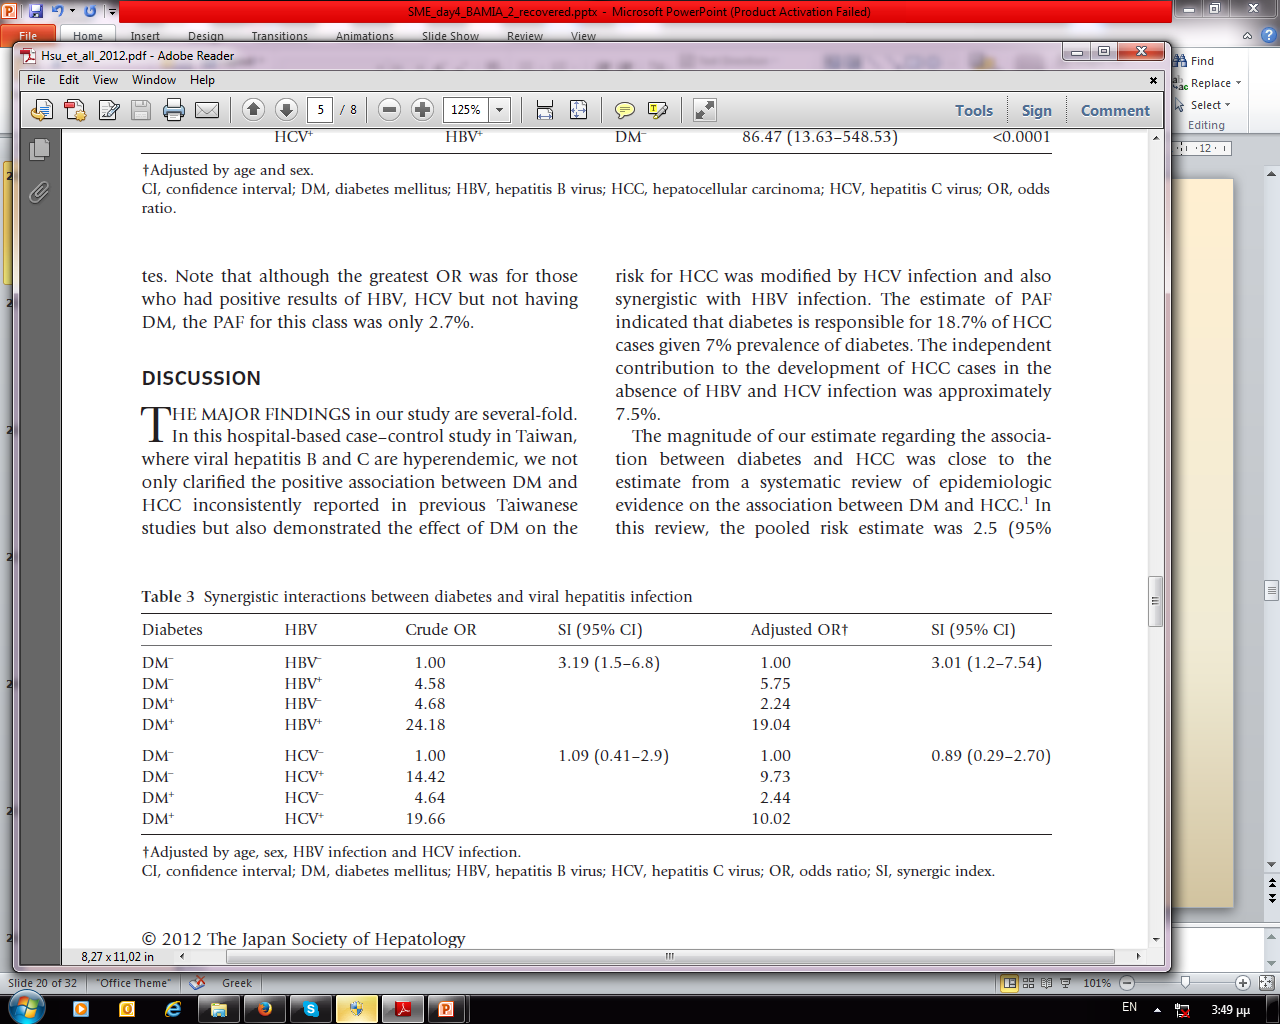 SME_day4_BAMIA_2_recovered.pptx - Microsoft PowerPoint (Product Activation Failed)
File Home Insert Design Transitions Animations Slide Show Review View
Hsu_et_all_2012.pdf - Adobe Reader
File Edit View Window Help
5 / 8 125% Tools Sign Comment
Find
Replace
Select
Editing
HCV+ HBV+ DM− 86.47 (13.63–548.53) <0.0001
†Adjusted by age and sex.
CI, confidence interval; DM, diabetes mellitus; HBV, hepatitis B virus; HCC, hepatocellular carcinoma; HCV, hepatitis C virus; OR, odds
ratio.
tes. Note that although the greatest OR was for those
who had positive results of HBV, HCV but not having
DM, the PAF for this class was only 2.7%.
DISCUSSION
THE MAJOR FINDINGS in our study are several-fold.
In this hospital-based case–control study in Taiwan,
where viral hepatitis B and C are hyperendemic, we not
only clarified the positive association between DM and
HCC inconsistently reported in previous Taiwanese
studies but also demonstrated the effect of DM on the
risk for HCC was modified by HCV infection and also
synergistic with HBV infection. The estimate of PAF
indicated that diabetes is responsible for 18.7% of HCC
cases given 7% prevalence of diabetes. The independent
contribution to the development of HCC cases in the
absence of HBV and HCV infection was approximately
7.5%.
The magnitude of our estimate regarding the associa-
tion between diabetes and HCC was close to the
estimate from a systematic review of epidemiologic
evidence on the association between DM and HCC.1 In
this review, the pooled risk estimate was 2.5 (95%
Table 3 Synergistic interactions between diabetes and viral hepatitis infection
Diabetes HBV Crude OR SI (95% CI) Adjusted OR† SI (95% CI)
DM− HBV− 1.00 3.19 (1.5–6.8) 1.00 3.01 (1.2–7.54)
DM− HBV+ 4.58 5.75
DM+ HBV− 4.68 2.24
DM+ HBV+ 24.18 19.04
DM− HCV− 1.00 1.09 (0.41–2.9) 1.00 0.89 (0.29–2.70)
DM− HCV+ 14.42 9.73
DM+ HCV− 4.64 2.44
DM+ HCV+ 19.66 10.02
†Adjusted by age, sex, HBV infection and HCV infection.
CI, confidence interval; DM, diabetes mellitus; HBV, hepatitis B virus; HCV, hepatitis C virus; OR, odds ratio; SI, synergic index.
© 2012 The Japan Society of Hepatology
8,27 x 11,02 in
Slide 20 of 32 "Office Theme" Greek 101%
EN 3:49 μμ